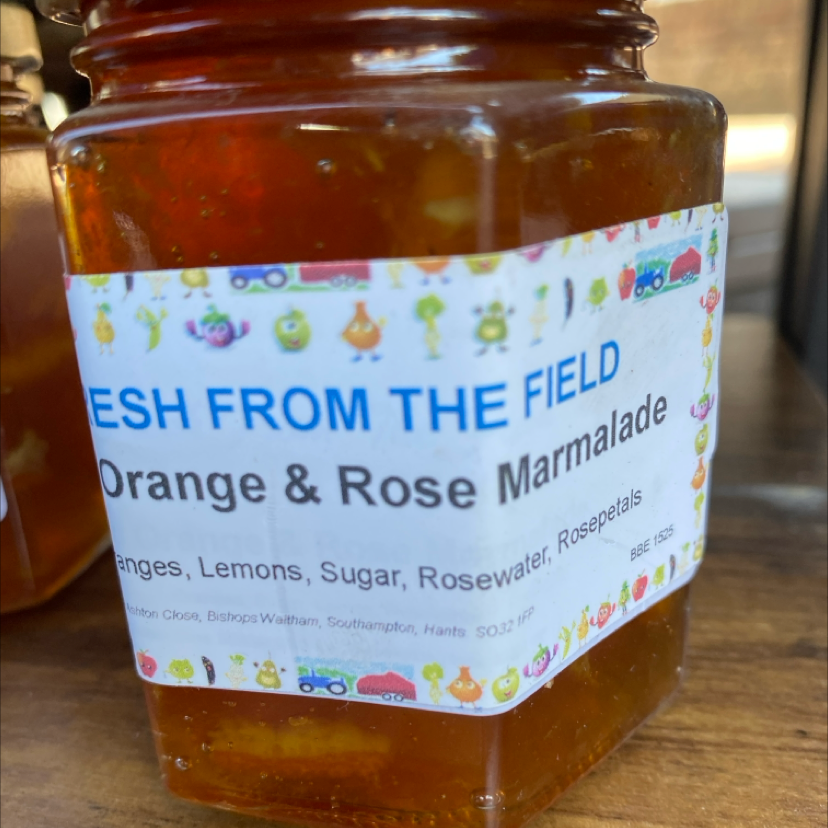 RESH FROM THE FIELD
Orange & Rose Marmalade
anges, Lemons, Sugar, Rosewater, Rosepetals
BBE 1525
Ashton Close, Bishops Waltham, Southampton, Hants SO32 1FP